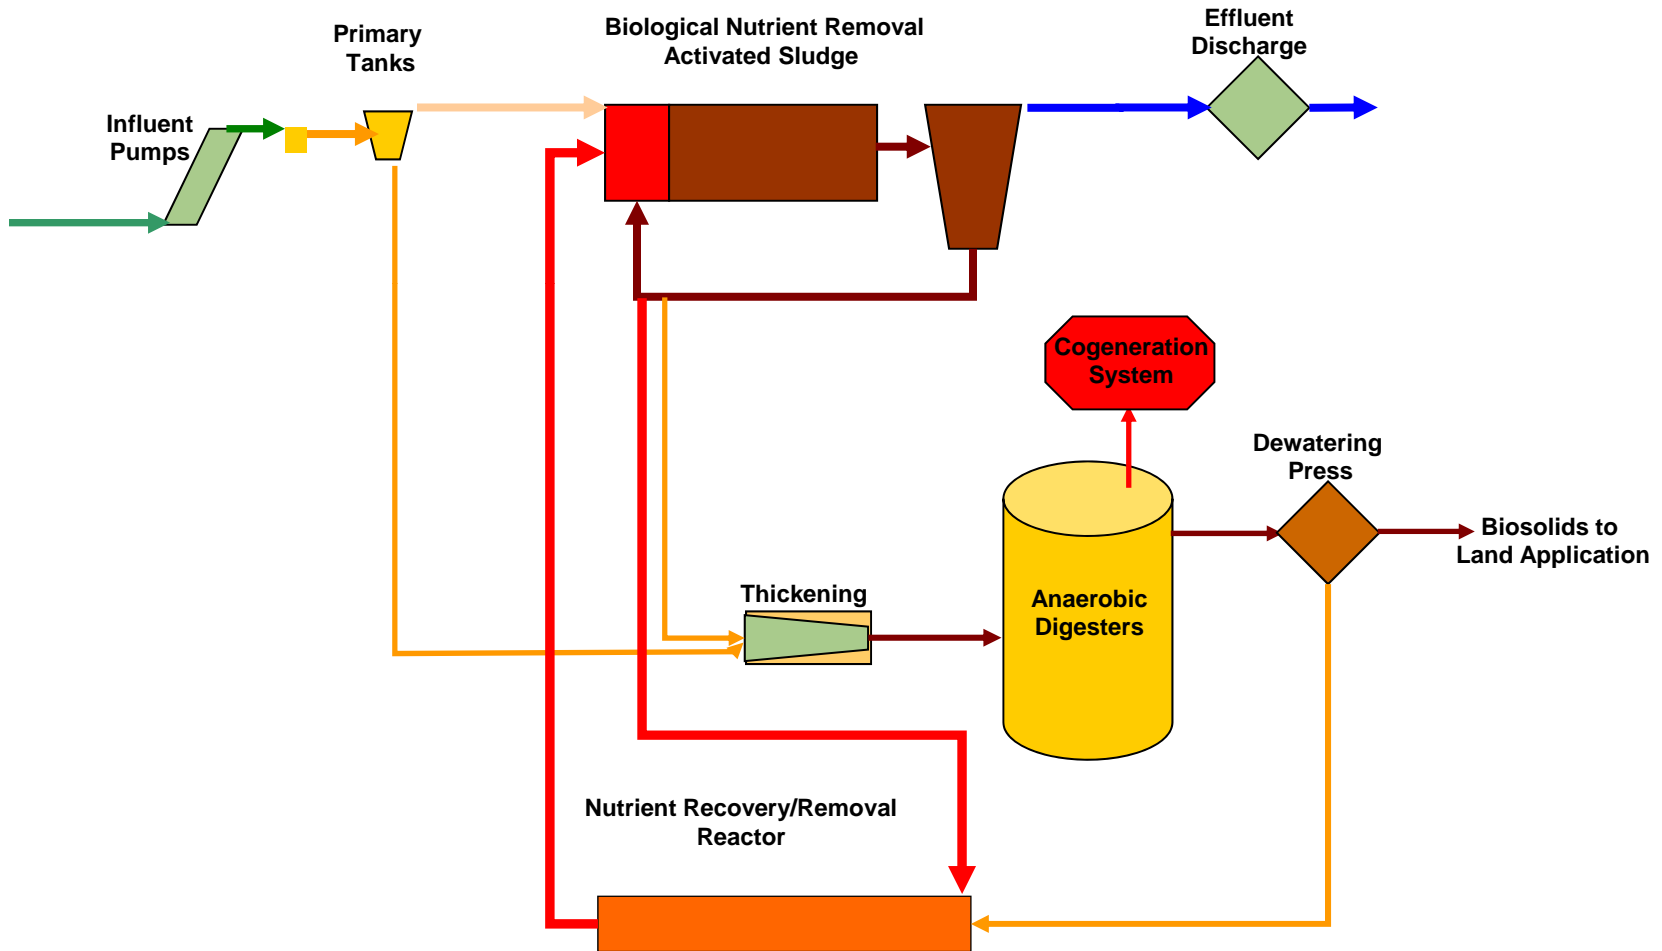 Primary
Tanks
Biological Nutrient Removal
Activated Sludge
Effluent
Discharge
Influent
Pumps
Cogeneration
System
Dewatering
Press
Biosolids to
Land Application
Thickening
Anaerobic
Digesters
Nutrient Recovery/Removal
Reactor